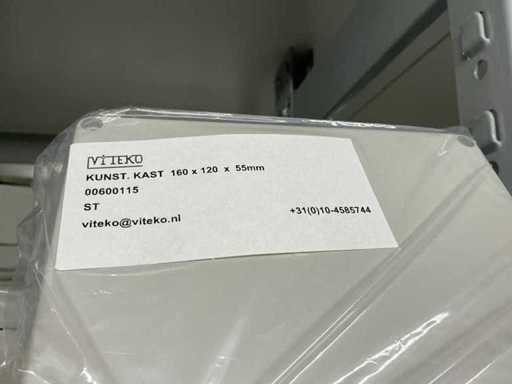 VITEKO
KUNST. KAST 160 x 120 x 55mm
00600115
ST
viteko@viteko.nl +31(0)10-4585744